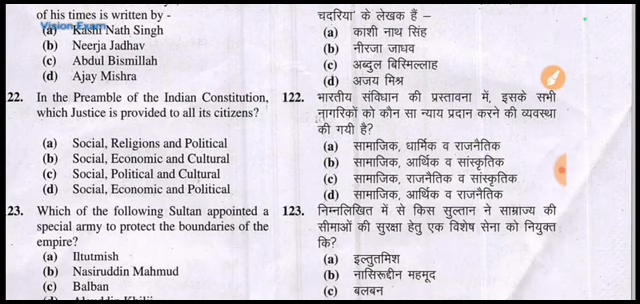 of his times is written by -
(a) Kashi Nath Singh
Vision Exam
(b) Neerja Jadhav
(c) Abdul Bismillah
(d) Ajay Mishra
22. In the Preamble of the Indian Constitution,
which Justice is provided to all its citizens?
(a) Social, Religions and Political
(b) Social, Economic and Cultural
(c) Social, Political and Cultural
(d) Social, Economic and Political
23. Which of the following Sultan appointed a
special army to protect the boundaries of the
empire?
(a) Iltutmish
(b) Nasiruddin Mahmud
(c) Balban
चदरिया' के लेखक हैं –
(a) काशी नाथ सिंह
(b) नीरजा जाधव
(c) अब्दुल बिस्मिल्लाह
(d) अजय मिश्र
122. भारतीय संविधान की प्रस्तावना में, इसके सभी
नागरिकों को कौन सा न्याय प्रदान करने की व्यवस्था
की गयी है?
(a) सामाजिक, धार्मिक व राजनैतिक
(b) सामाजिक, आर्थिक व सांस्कृतिक
(c) सामाजिक, राजनैतिक व सांस्कृतिक
(d) सामाजिक, आर्थिक व राजनैतिक
123. निम्नलिखित में से किस सुल्तान ने साम्राज्य की
सीमाओं की सुरक्षा हेतु एक विशेष सेना को नियुक्त
कि?
(a) इल्तुतमिश
(b) नासिरूद्दीन महमूद
(c) बलबन